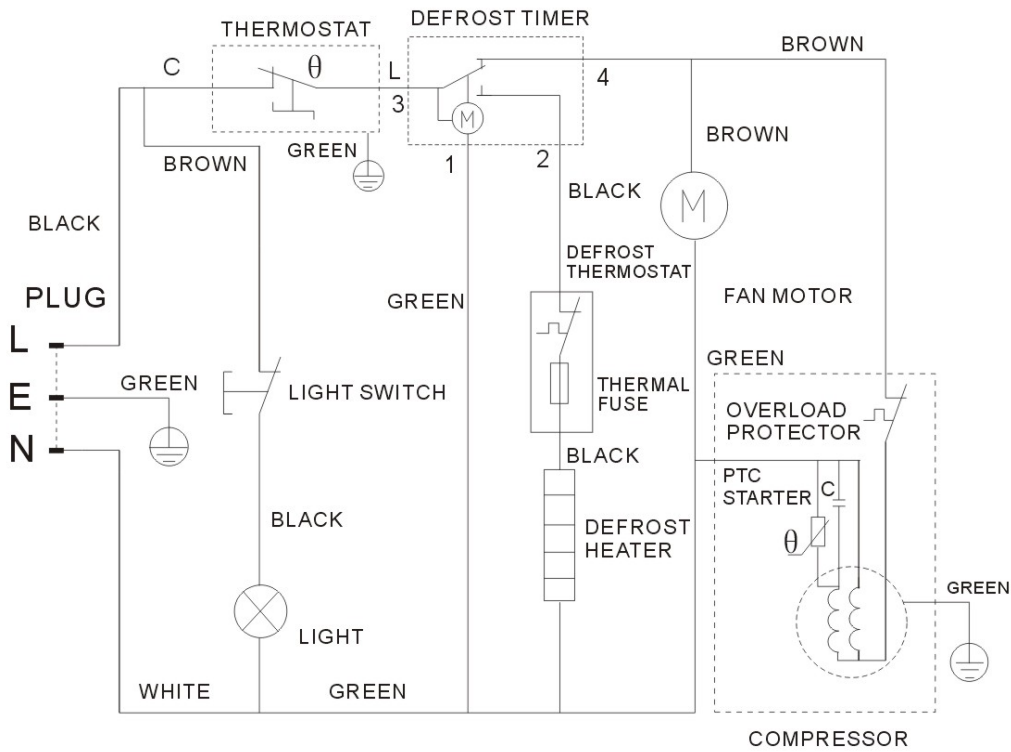 DEFROST TIMER
THERMOSTAT
BROWN
C
θ
L
3
4
M
1
2
GREEN
BROWN
BROWN
BLACK
M
BLACK
DEFROST
THERMOSTAT
PLUG
GREEN
FAN MOTOR
L
GREEN
E
GREEN
LIGHT SWITCH
THERMAL
FUSE
OVERLOAD
PROTECTOR
N
BLACK
PTC
STARTER
C
BLACK
DEFROST
HEATER
θ
GREEN
LIGHT
WHITE
GREEN
COMPRESSOR